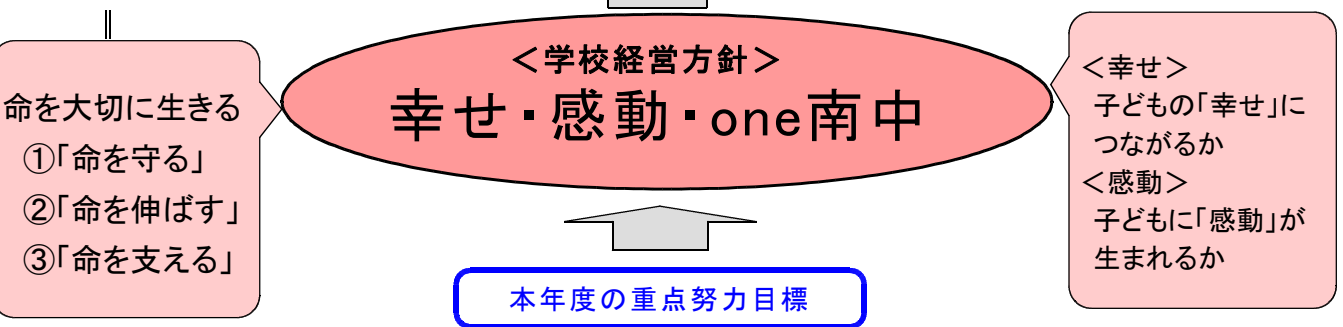 命を大切に生きる
①「命を守る」
②「命を伸ばす」
③「命を支える」
＜学校経営方針＞
幸せ・感動・one南中
＜幸せ＞
子どもの「幸せ」に
つながるか
＜感動＞
子どもに「感動」が
生まれるか
本年度の重点努力目標